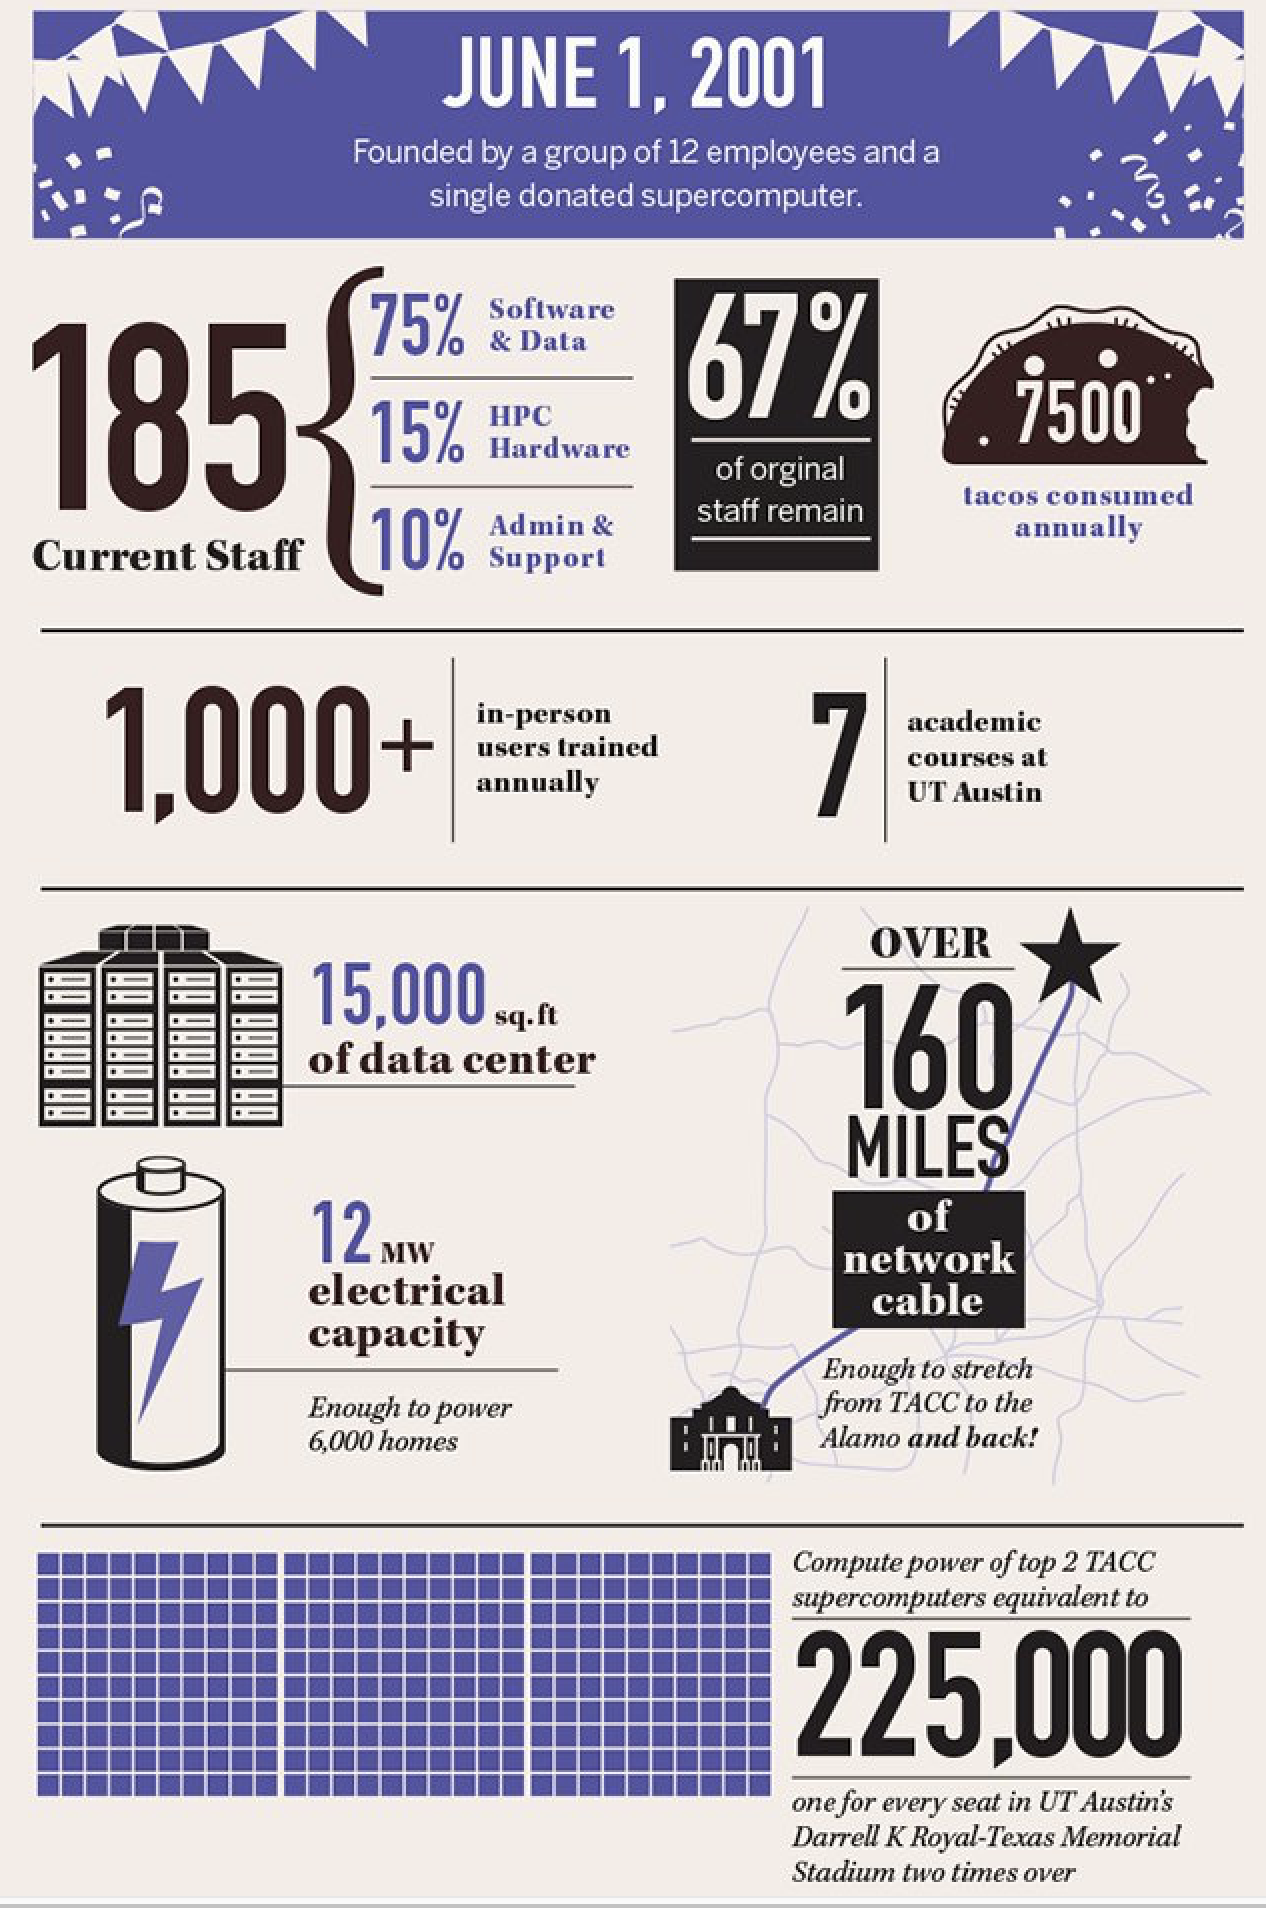 JUNE 1, 2001
Founded by a group of 12 employees and a
single donated supercomputer.
185
Current Staff
75%
Software
& Data
15%
HPC
Hardware
10%
Admin &
Support
67%
of orginal
staff remain
7500
tacos consumed
annually
1,000+
in-person
users trained
annually
7
academic
courses at
UT Austin
15,000 sq.ft
of data center
12 MW
electrical
capacity
Enough to power
6,000 homes
OVER
160
MILES
of
network
cable
Enough to stretch
from TACC to the
Alamo and back!
Compute power of top 2 TACC
supercomputers equivalent to
225,000
one for every seat in UT Austin's
Darrell K Royal-Texas Memorial
Stadium two times over